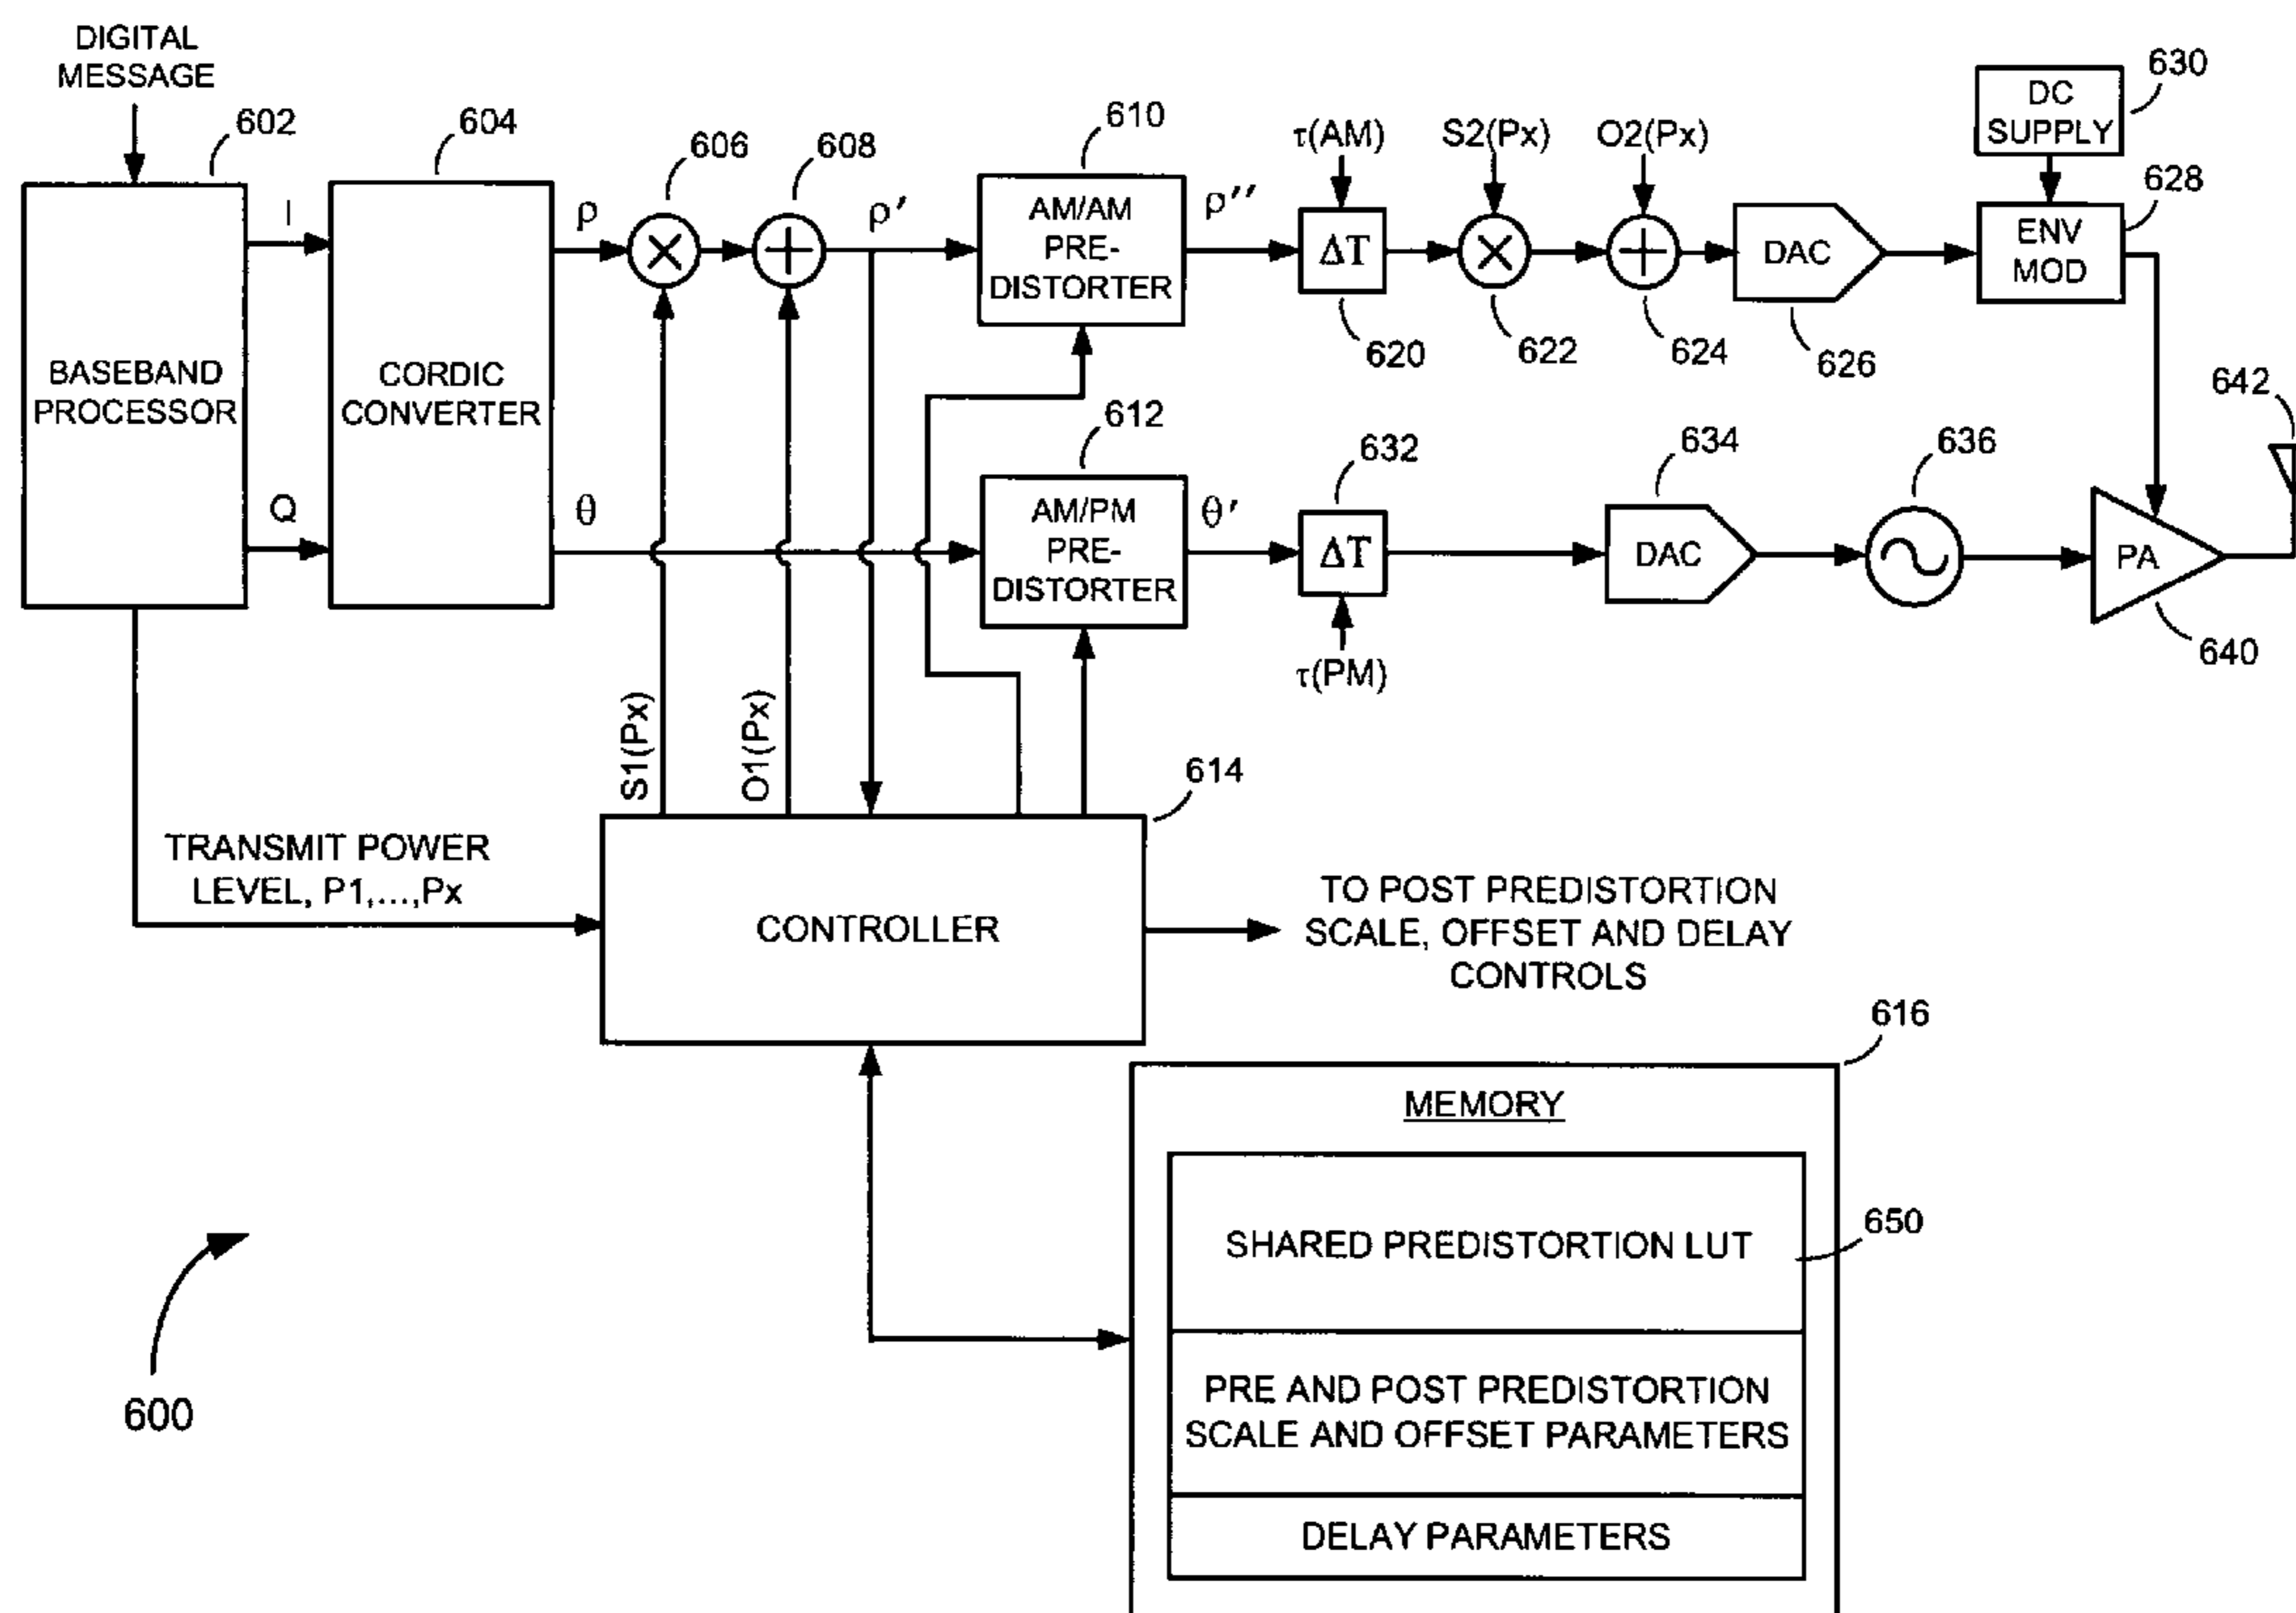 DIGITAL
MESSAGE
602
604
606
608
610
τ(AM)
S2(Px)
O2(Px)
DC
SUPPLY
630
I
ρ
ρ′
AM/AM
PRE-
DISTORTER
ρ′′
ΔT
DAC
ENV
MOD
628
620
622
624
626
BASEBAND
PROCESSOR
CORDIC
CONVERTER
Q
θ
612
AM/PM
PRE-
DISTORTER
θ′
632
ΔT
τ(PM)
634
DAC
636
PA
640
642
S1(Px)
O1(Px)
614
TRANSMIT POWER
LEVEL, P1,...,Px
CONTROLLER
TO POST PREDISTORTION
SCALE, OFFSET AND DELAY
CONTROLS
616
MEMORY
SHARED PREDISTORTION LUT
650
PRE AND POST PREDISTORTION
SCALE AND OFFSET PARAMETERS
DELAY PARAMETERS
600